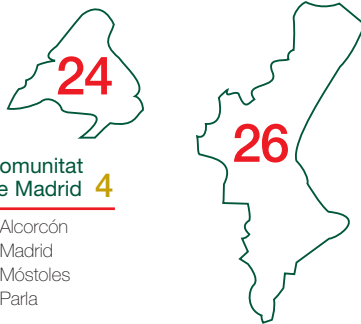 24
26
omunitat
e Madrid 4
Alcorcón
Madrid
Móstoles
Parla